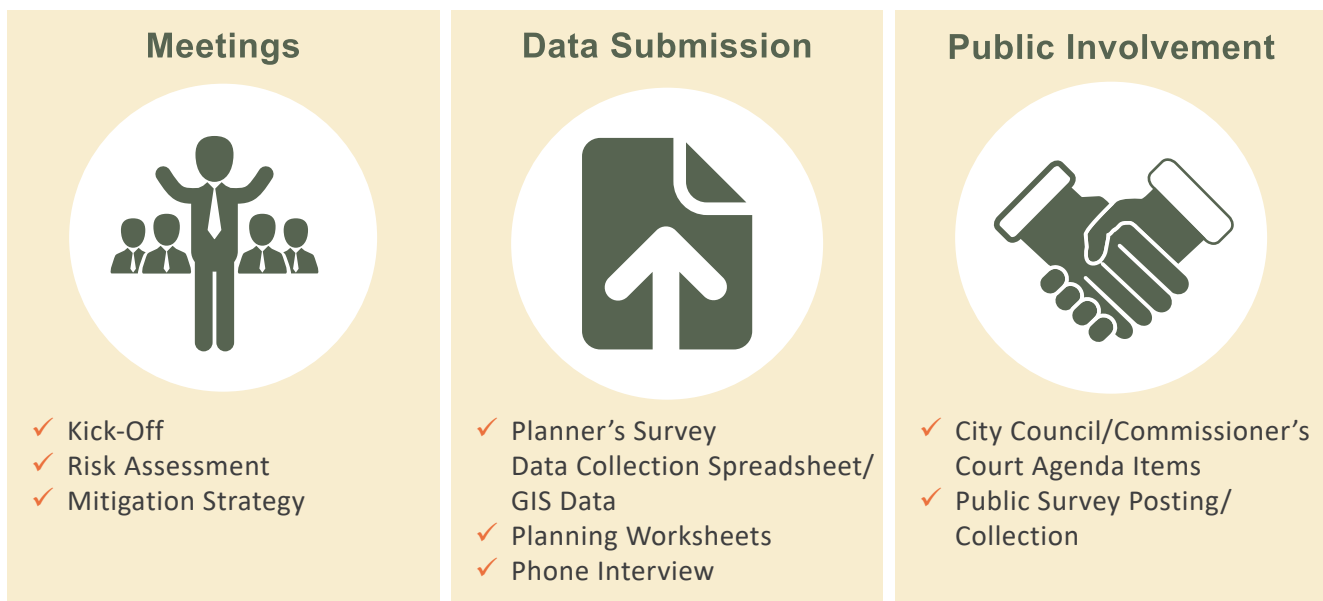 Meetings
✓ Kick-Off
✓ Risk Assessment
✓ Mitigation Strategy
Data Submission
✓ Planner’s Survey
Data Collection Spreadsheet/
GIS Data
✓ Planning Worksheets
✓ Phone Interview
Public Involvement
✓ City Council/Commissioner’s
Court Agenda Items
✓ Public Survey Posting/
Collection